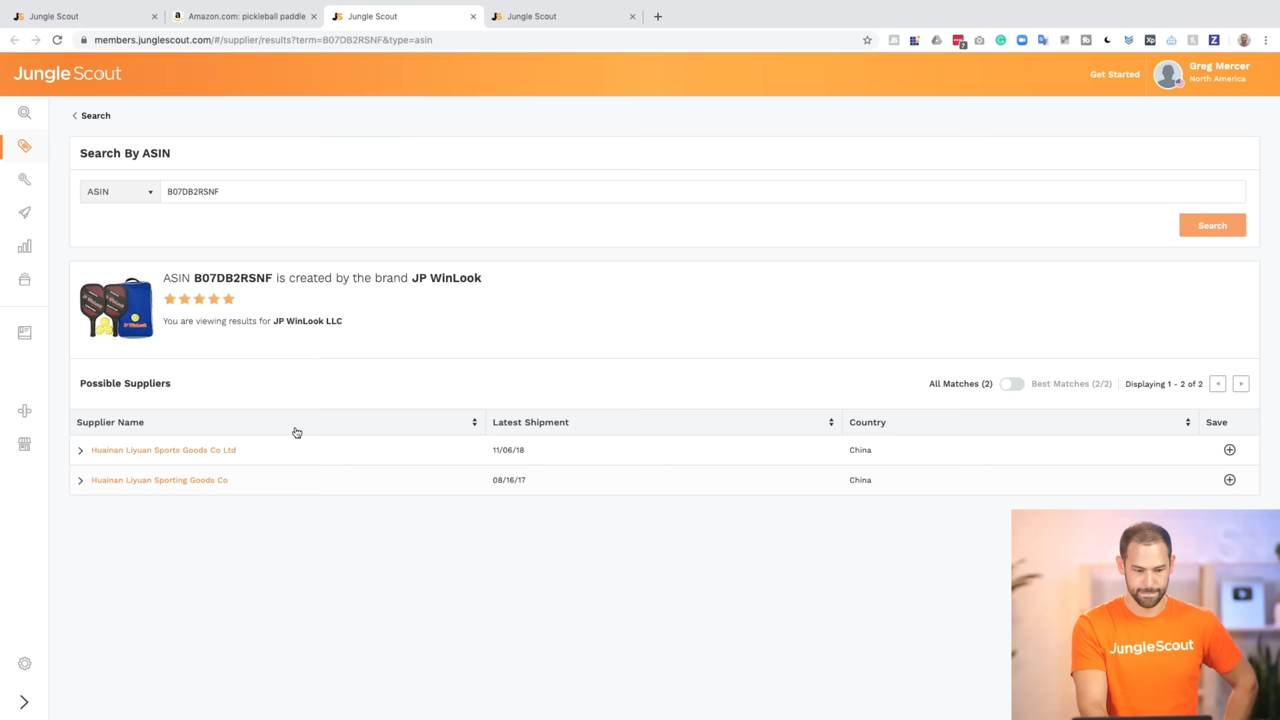 Jungle Scout
Amazon.com: pickleball paddle
Jungle Scout
Jungle Scout
members.junglescout.com/#/supplier/results?term=B07DB2RSNF&type=asin
Jungle Scout
Get Started
Greg Mercer
North America
Search
Search By ASIN
ASIN
B07DB2RSNF
Search
ASIN B07DB2RSNF is created by the brand JP WinLook
You are viewing results for JP WinLook LLC
Possible Suppliers
All Matches (2)
Best Matches (2/2)
Displaying 1 - 2 of 2
Supplier Name
Latest Shipment
Country
Save
Huainan Liyuan Sports Goods Co Ltd
11/06/18
China
Huainan Liyuan Sporting Goods Co
08/16/17
China
JungleScout